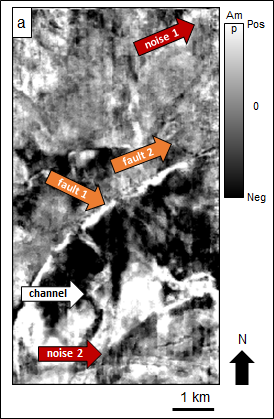 a
Am
p
Pos
0
Neg
noise 1
fault 2
fault 1
channel
noise 2
N
1 km